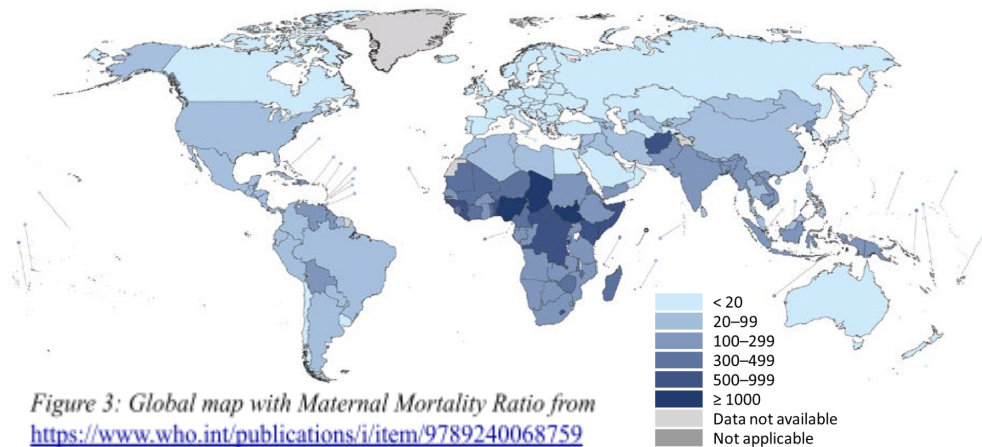 < 20
20–99
100–299
300–499
500–999
≥ 1000
Data not available
Not applicable
Figure 3: Global map with Maternal Mortality Ratio from
https://www.who.int/publications/i/item/9789240068759